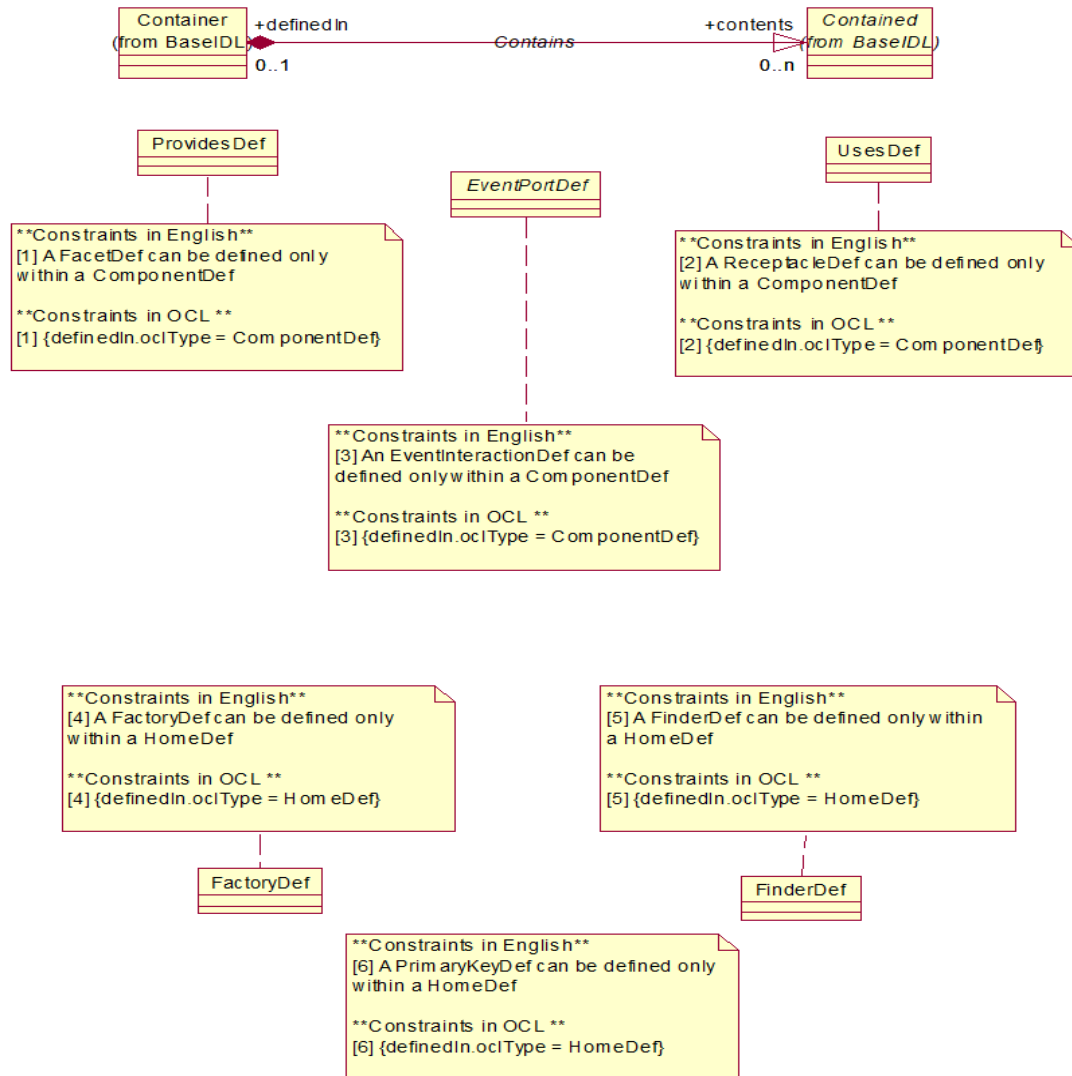 Container
(from BaseIDL)
+definedIn
0..1
Contains
+contents
0..n
Contained
(from BaseIDL)
ProvidesDef
EventPortDef
UsesDef
**Constraints in English**
[1] A FacetDef can be defined only
within a ComponentDef
**Constraints in OCL **
[1] {definedIn.oclType = ComponentDef}
**Constraints in English**
[2] A ReceptacleDef can be defined only
within a ComponentDef
**Constraints in OCL **
[2] {definedIn.oclType = ComponentDef}
**Constraints in English**
[3] An EventInteractionDef can be
defined only within a ComponentDef
**Constraints in OCL **
[3] {definedIn.oclType = ComponentDef}
**Constraints in English**
[4] A FactoryDef can be defined only
within a HomeDef
**Constraints in OCL **
[4] {definedIn.oclType = HomeDef}
**Constraints in English**
[5] A FinderDef can be defined only within
a HomeDef
**Constraints in OCL **
[5] {definedIn.oclType = HomeDef}
FactoryDef
FinderDef
**Constraints in English**
[6] A PrimaryKeyDef can be defined only
within a HomeDef
**Constraints in OCL **
[6] {definedIn.oclType = HomeDef}